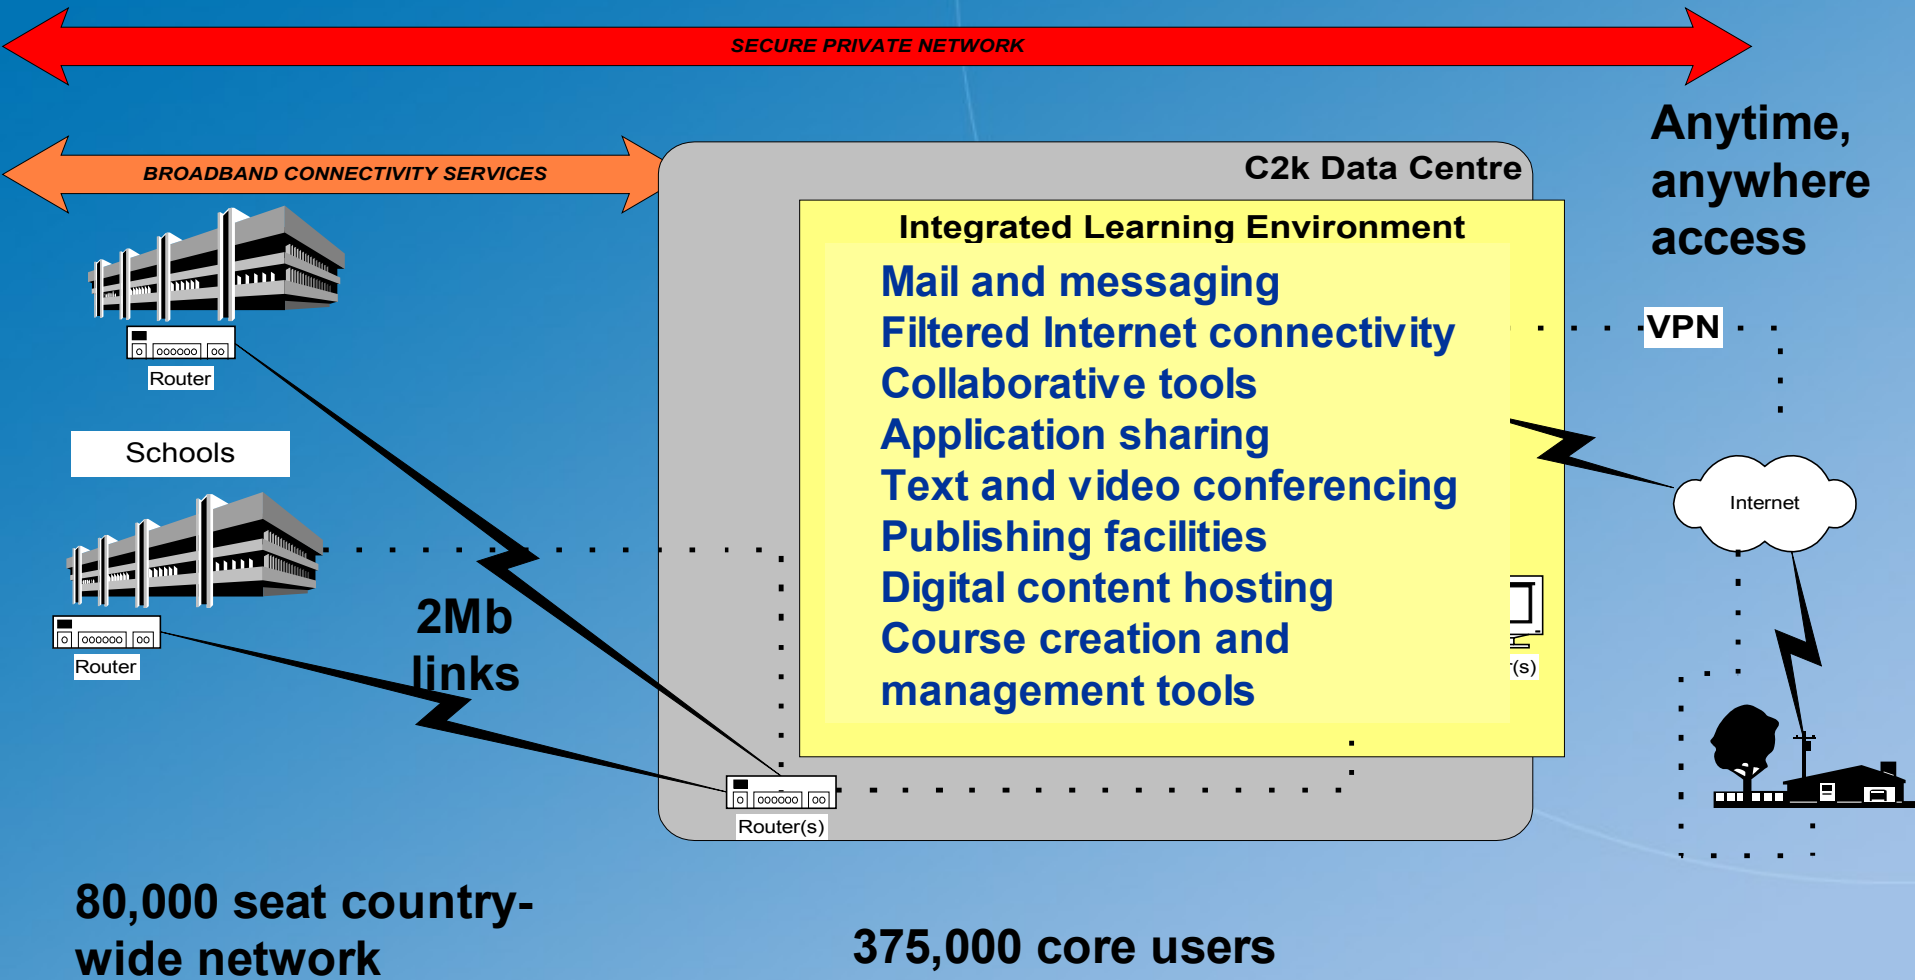 SECURE PRIVATE NETWORK
Anytime,
anywhere
access
BROADBAND CONNECTIVITY SERVICES
C2k Data Centre
Integrated Learning Environment
Mail and messaging
Filtered Internet connectivity
Collaborative tools
Application sharing
Text and video conferencing
Publishing facilities
Digital content hosting
Course creation and
management tools
VPN
Router
Schools
Internet
2Mb
links
Router
(s)
Router(s)
80,000 seat country-
wide network
375,000 core users